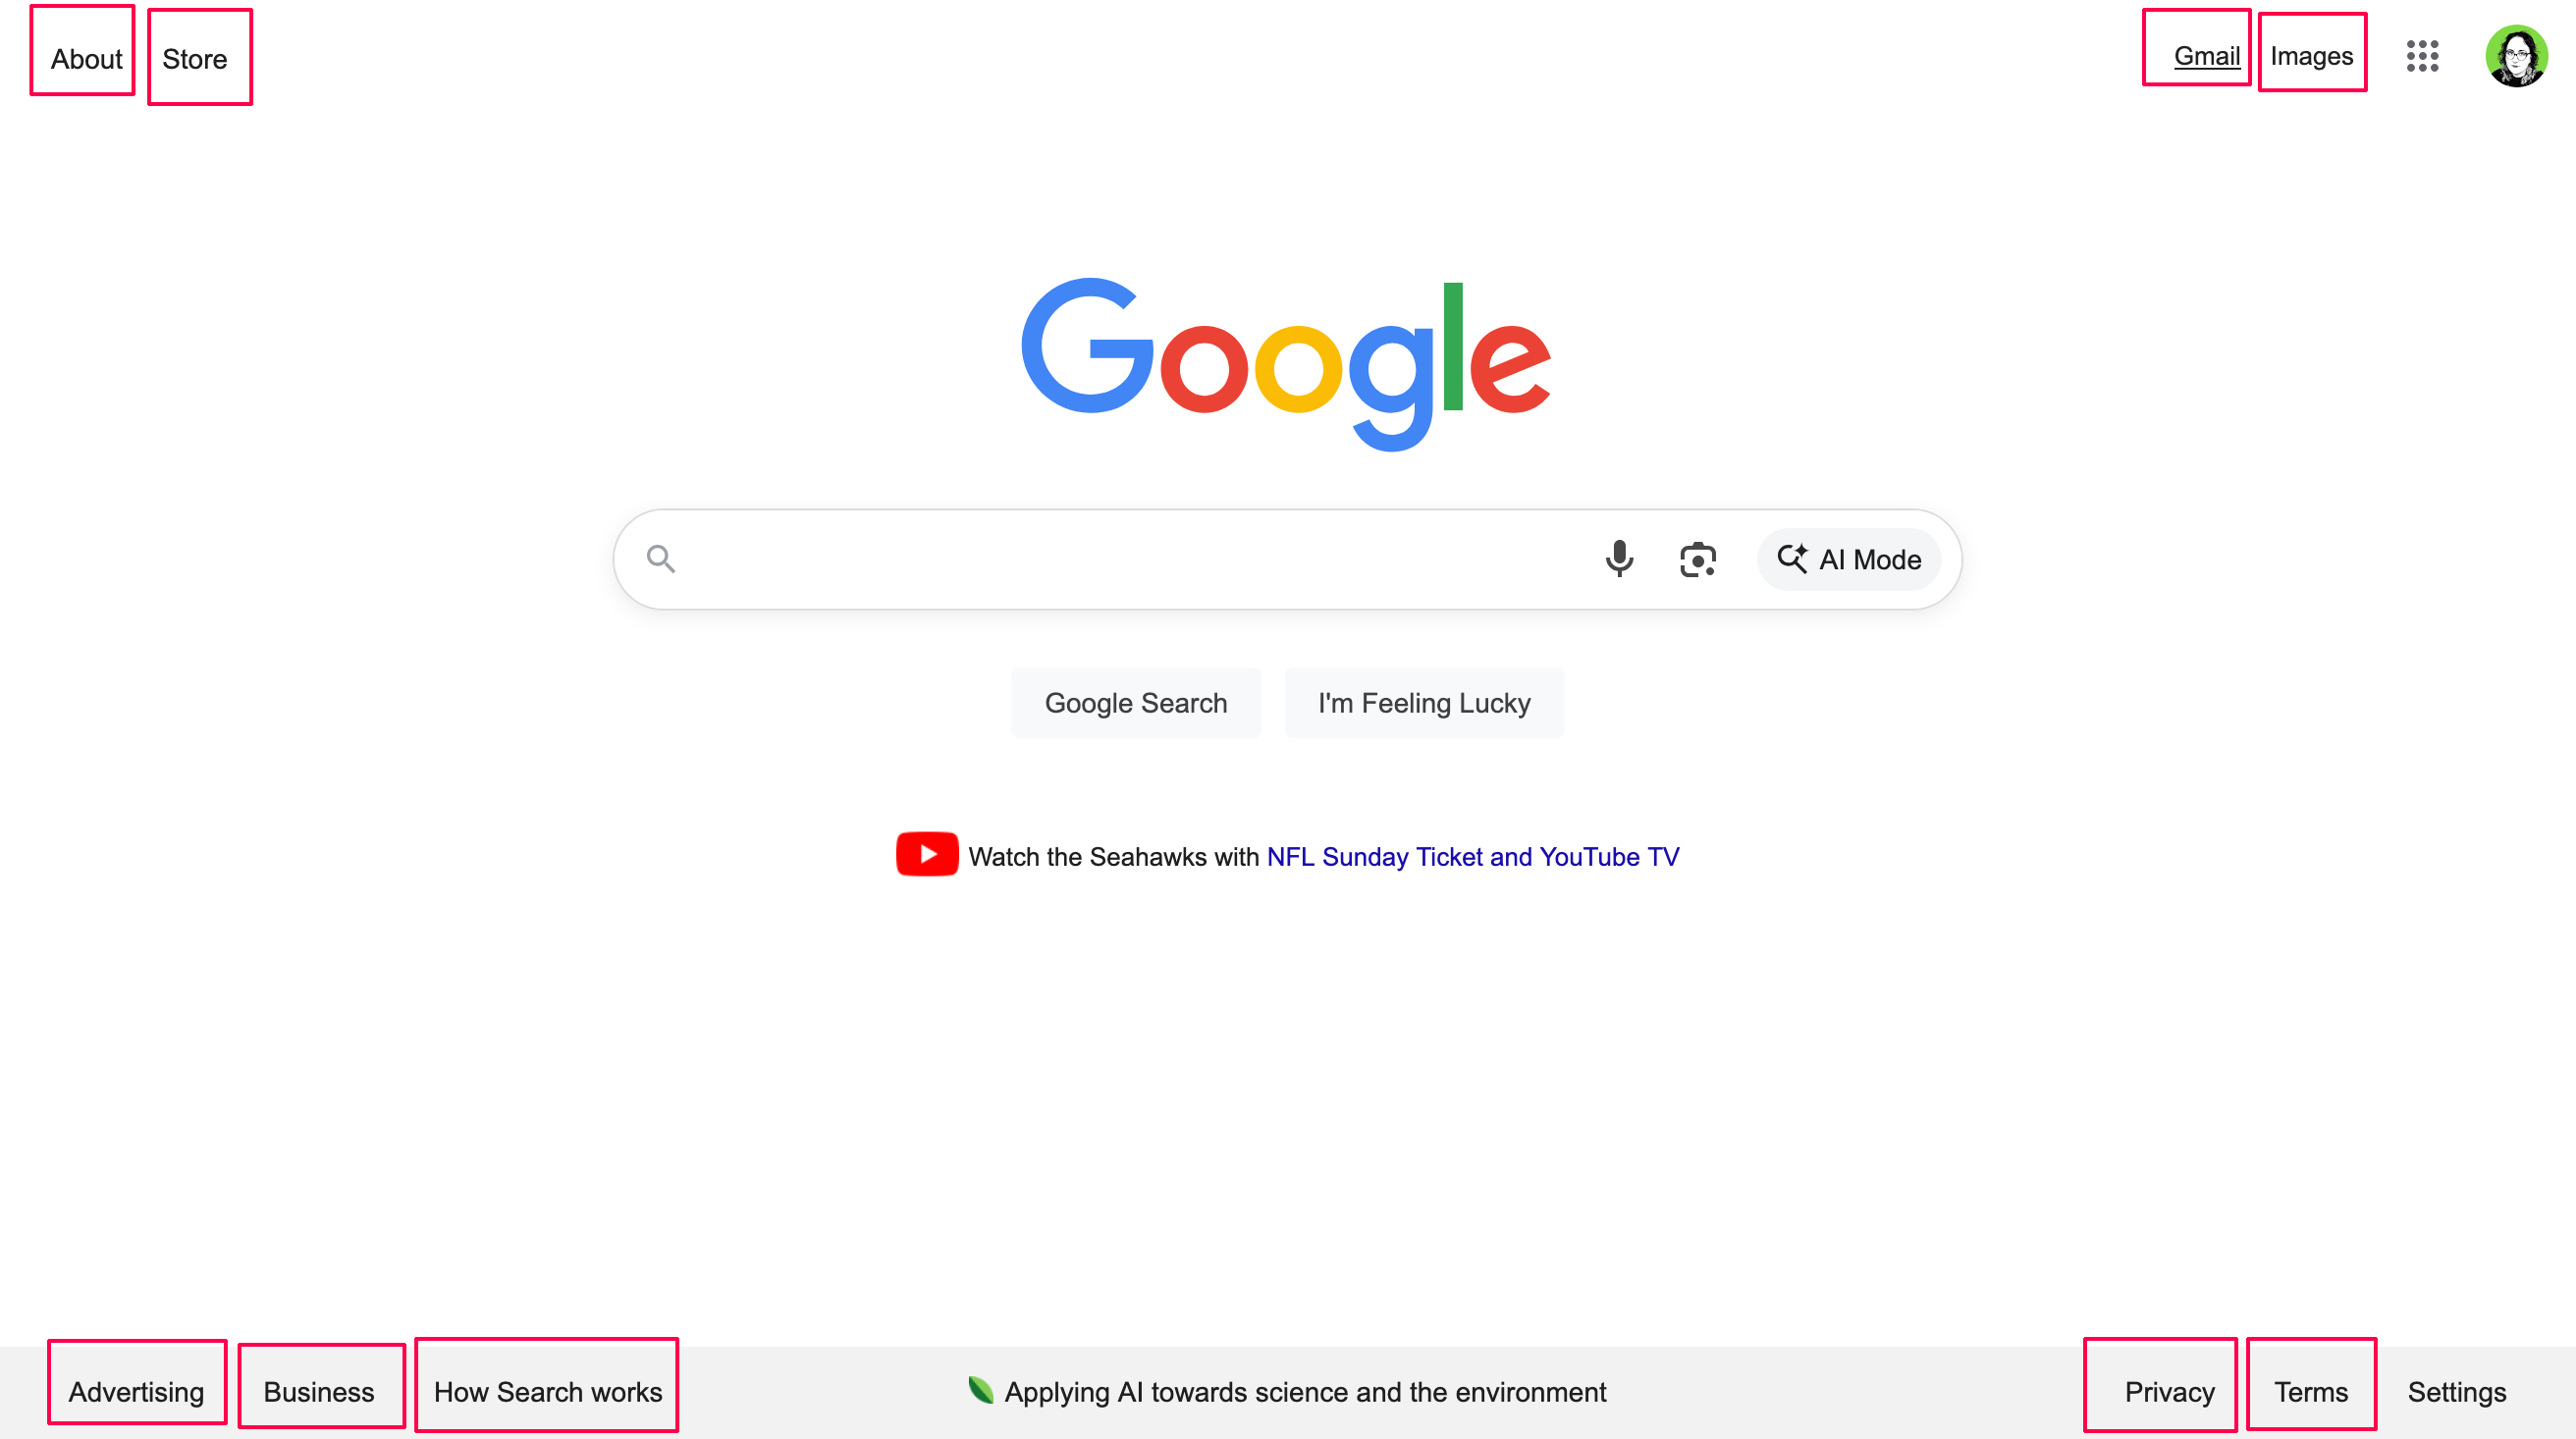 About Store Gmail Images
Google
AI Mode
Google Search I'm Feeling Lucky
Watch the Seahawks with NFL Sunday Ticket and YouTube TV
Advertising Business How Search works Applying AI towards science and the environment Privacy Terms Settings